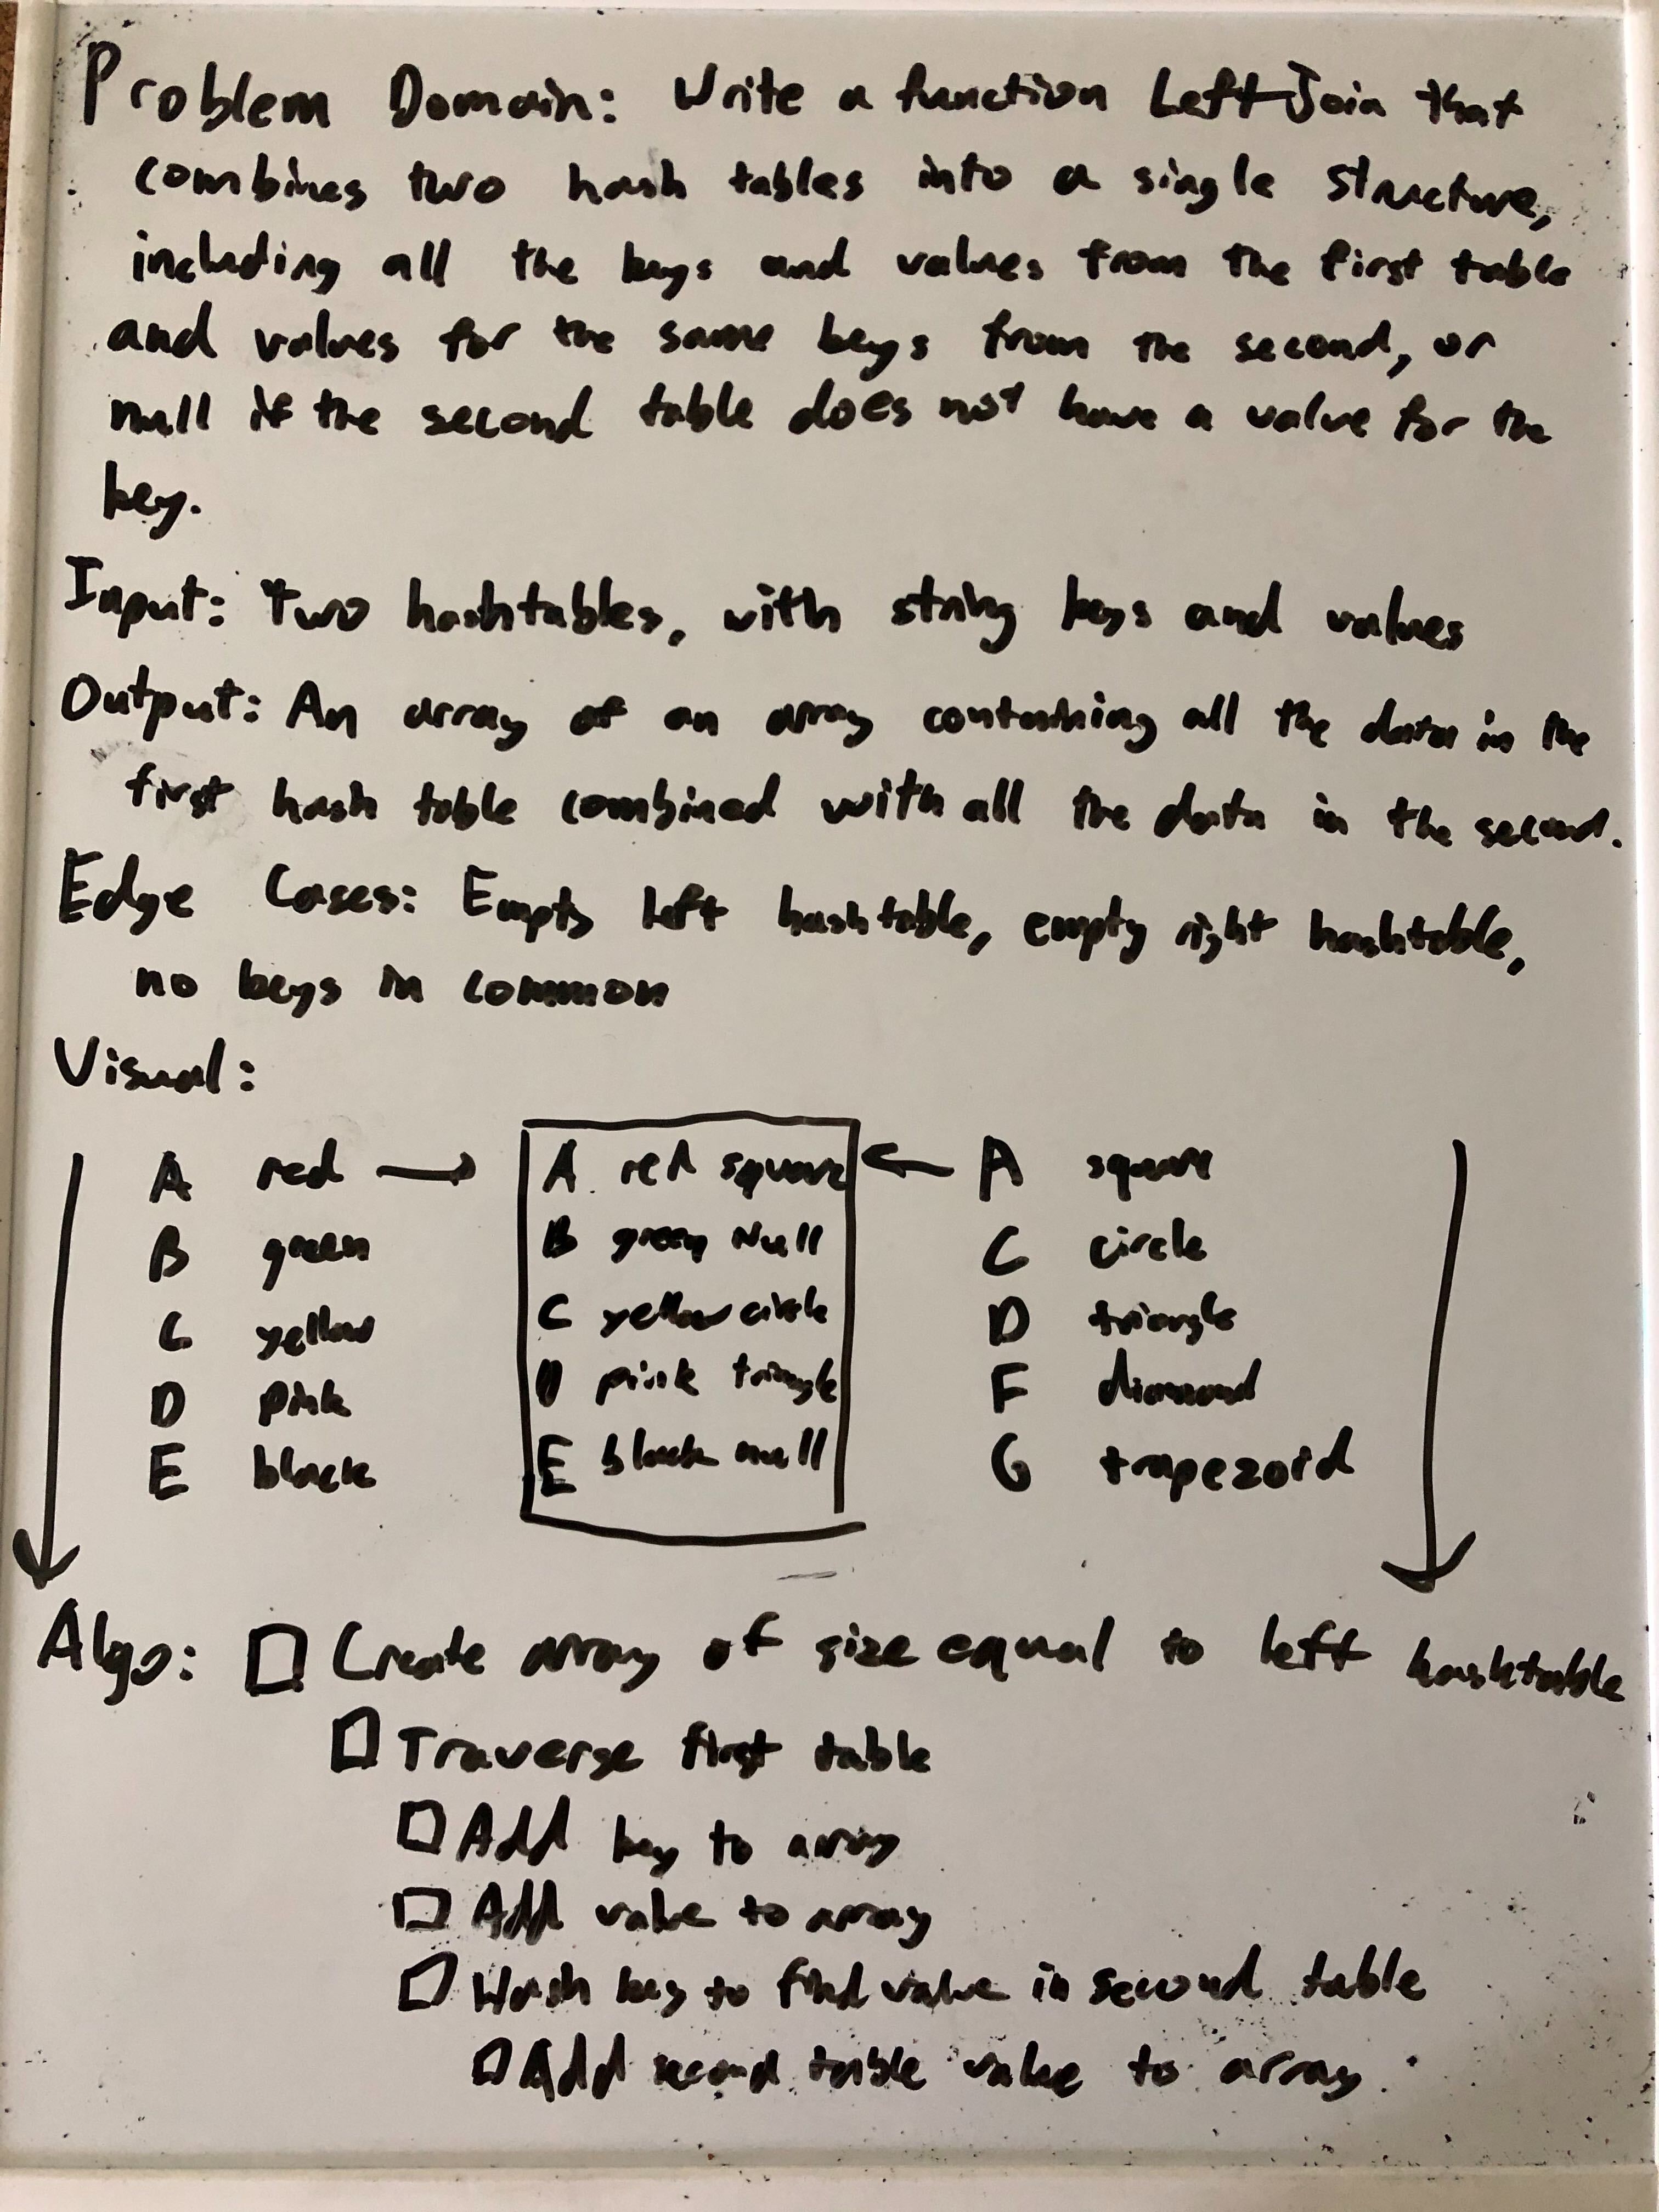 Problem Domain: Write a function LeftJoin that
combines two hash tables into a single structure,
including all the keys and values from the first table
and values for the same keys from the second, or
null if the second table does not have a value for the
key.
Input: Two hashtables, with string keys and values
Output: An array of an array containing all the data in the
first hash table combined with all the data in the second.
Edge Cases: Empty left hashtable, empty right hashtable,
no keys in common
Visual:
A red → A red square ← A square
B green B green Null C circle
C yellow C yellow circle D triangle
D pink D pink triangle F diamond
E black E black null G trapezoid
Algo: □ Create array of size equal to left hashtable
□ Traverse first table
□ Add key to array
□ Add value to array
□ Hash key to find value in second table
□ Add second table value to array.